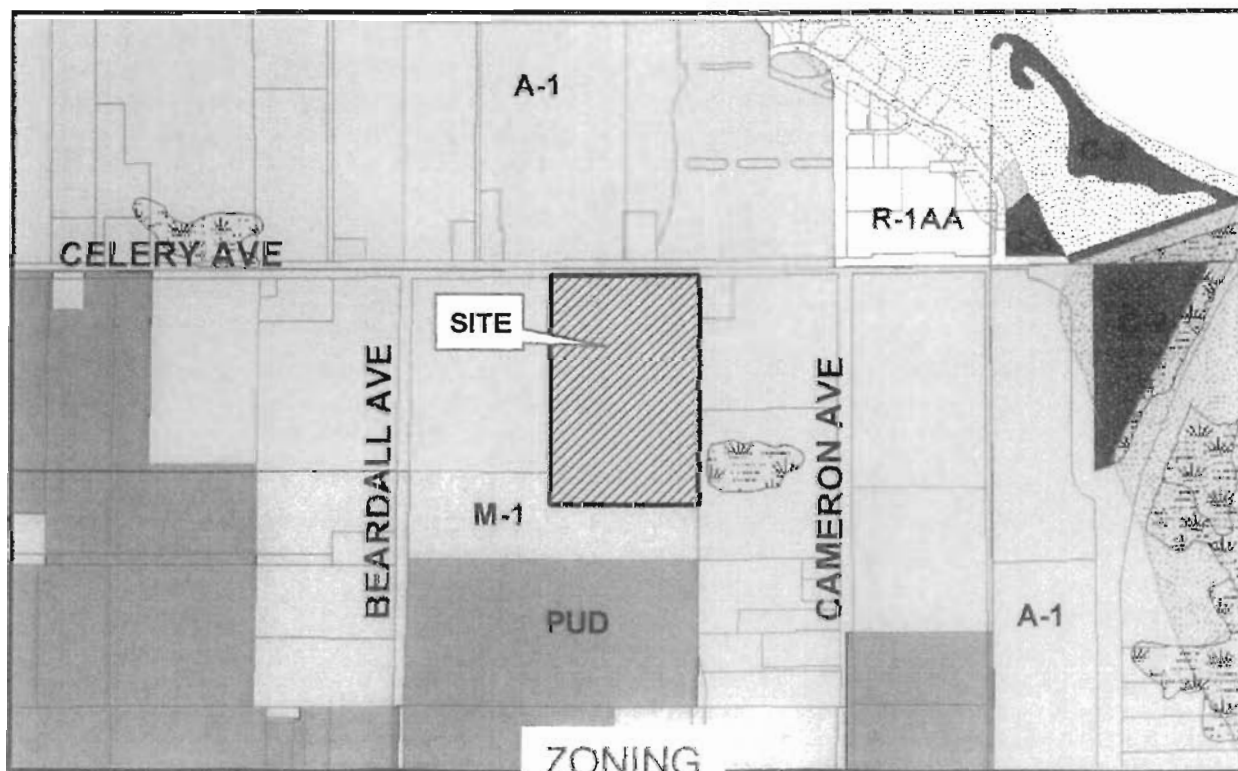 A-1
R-1AA
CELERY AVE
SITE
BEARDALL AVE
CAMERON AVE
M-1
PUD
A-1
ZONING